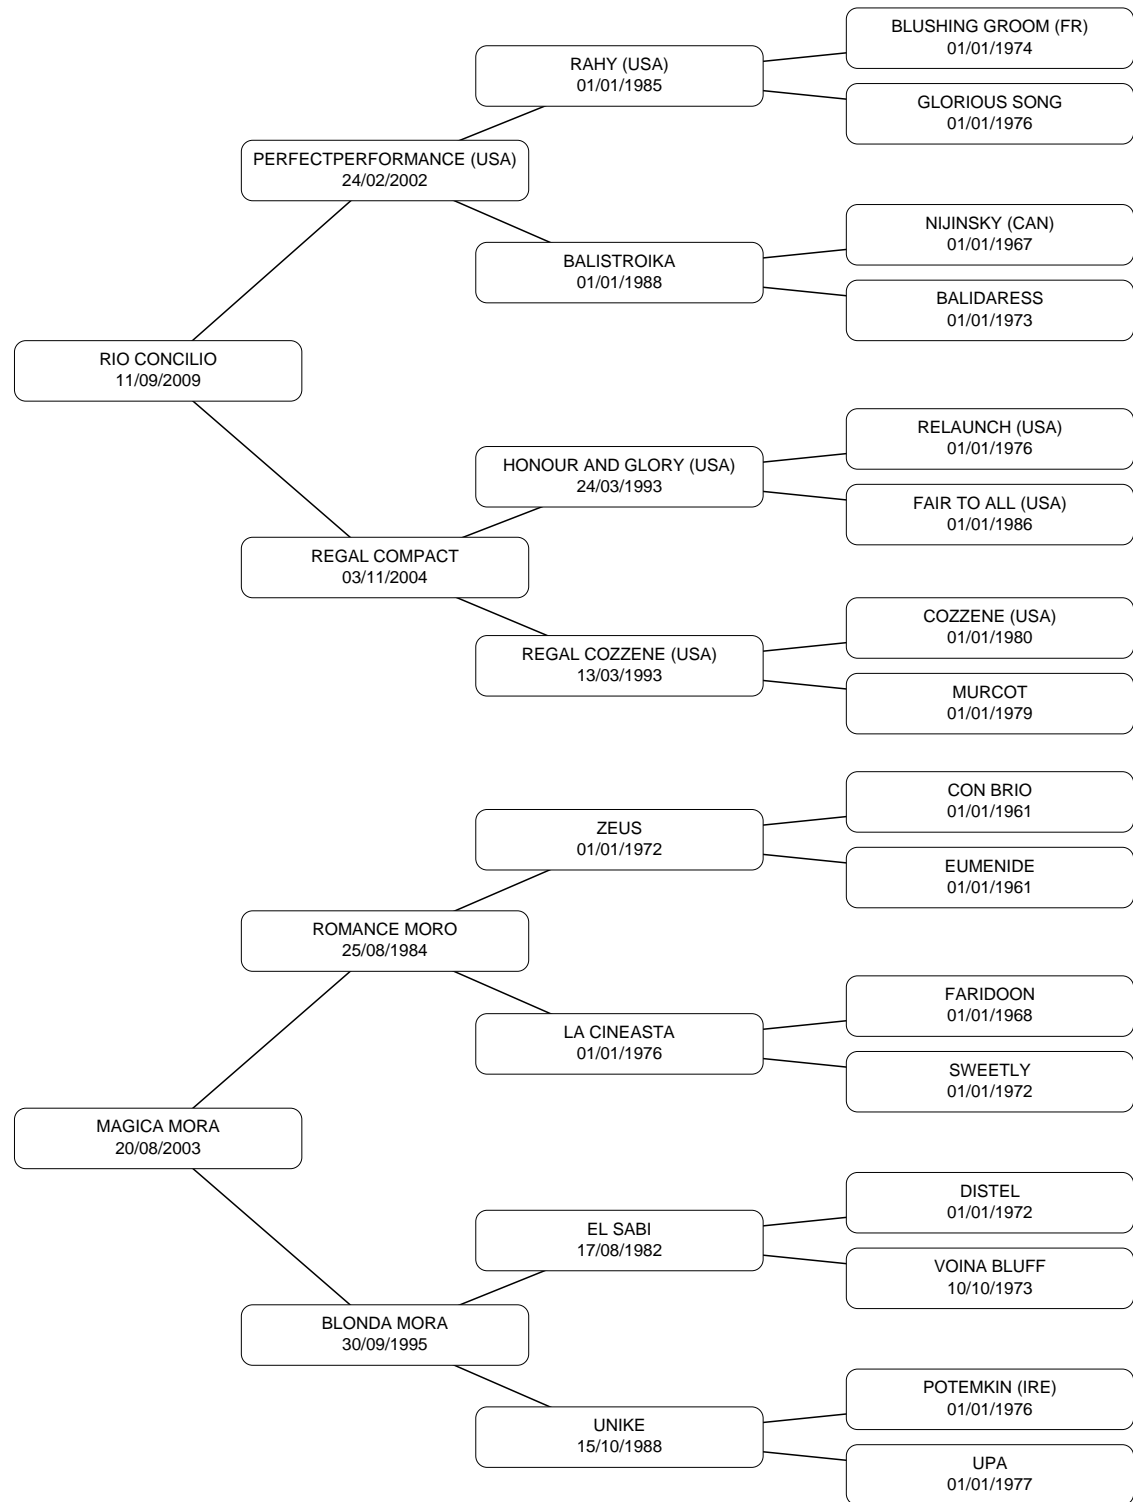 BLUSHING GROOM (FR)
01/01/1974
RAHY (USA)
01/01/1985
GLORIOUS SONG
01/01/1976
PERFECTPERFORMANCE (USA)
24/02/2002
NIJINSKY (CAN)
01/01/1967
BALISTROIKA
01/01/1988
BALIDARESS
01/01/1973
RIO CONCILIO
11/09/2009
RELAUNCH (USA)
01/01/1976
HONOUR AND GLORY (USA)
24/03/1993
FAIR TO ALL (USA)
01/01/1986
REGAL COMPACT
03/11/2004
COZZENE (USA)
01/01/1980
REGAL COZZENE (USA)
13/03/1993
MURCOT
01/01/1979
CON BRIO
01/01/1961
ZEUS
01/01/1972
EUMENIDE
01/01/1961
ROMANCE MORO
25/08/1984
FARIDOON
01/01/1968
LA CINEASTA
01/01/1976
SWEETLY
01/01/1972
MAGICA MORA
20/08/2003
DISTEL
01/01/1972
EL SABI
17/08/1982
VOINA BLUFF
10/10/1973
BLONDA MORA
30/09/1995
POTEMKIN (IRE)
01/01/1976
UNIKE
15/10/1988
UPA
01/01/1977